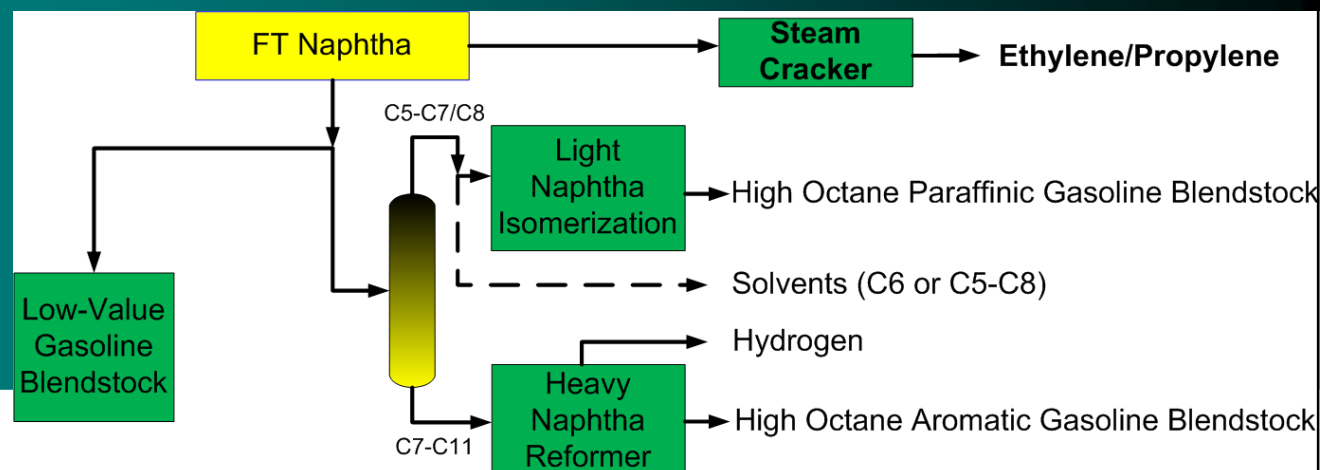 FT Naphtha
Steam
Cracker
Ethylene/Propylene
C5-C7/C8
Light
Naphtha
Isomerization
High Octane Paraffinic Gasoline Blendstock
Low-Value
Gasoline
Blendstock
Solvents (C6 or C5-C8)
Hydrogen
Heavy
Naphtha
Reformer
High Octane Aromatic Gasoline Blendstock
C7-C11